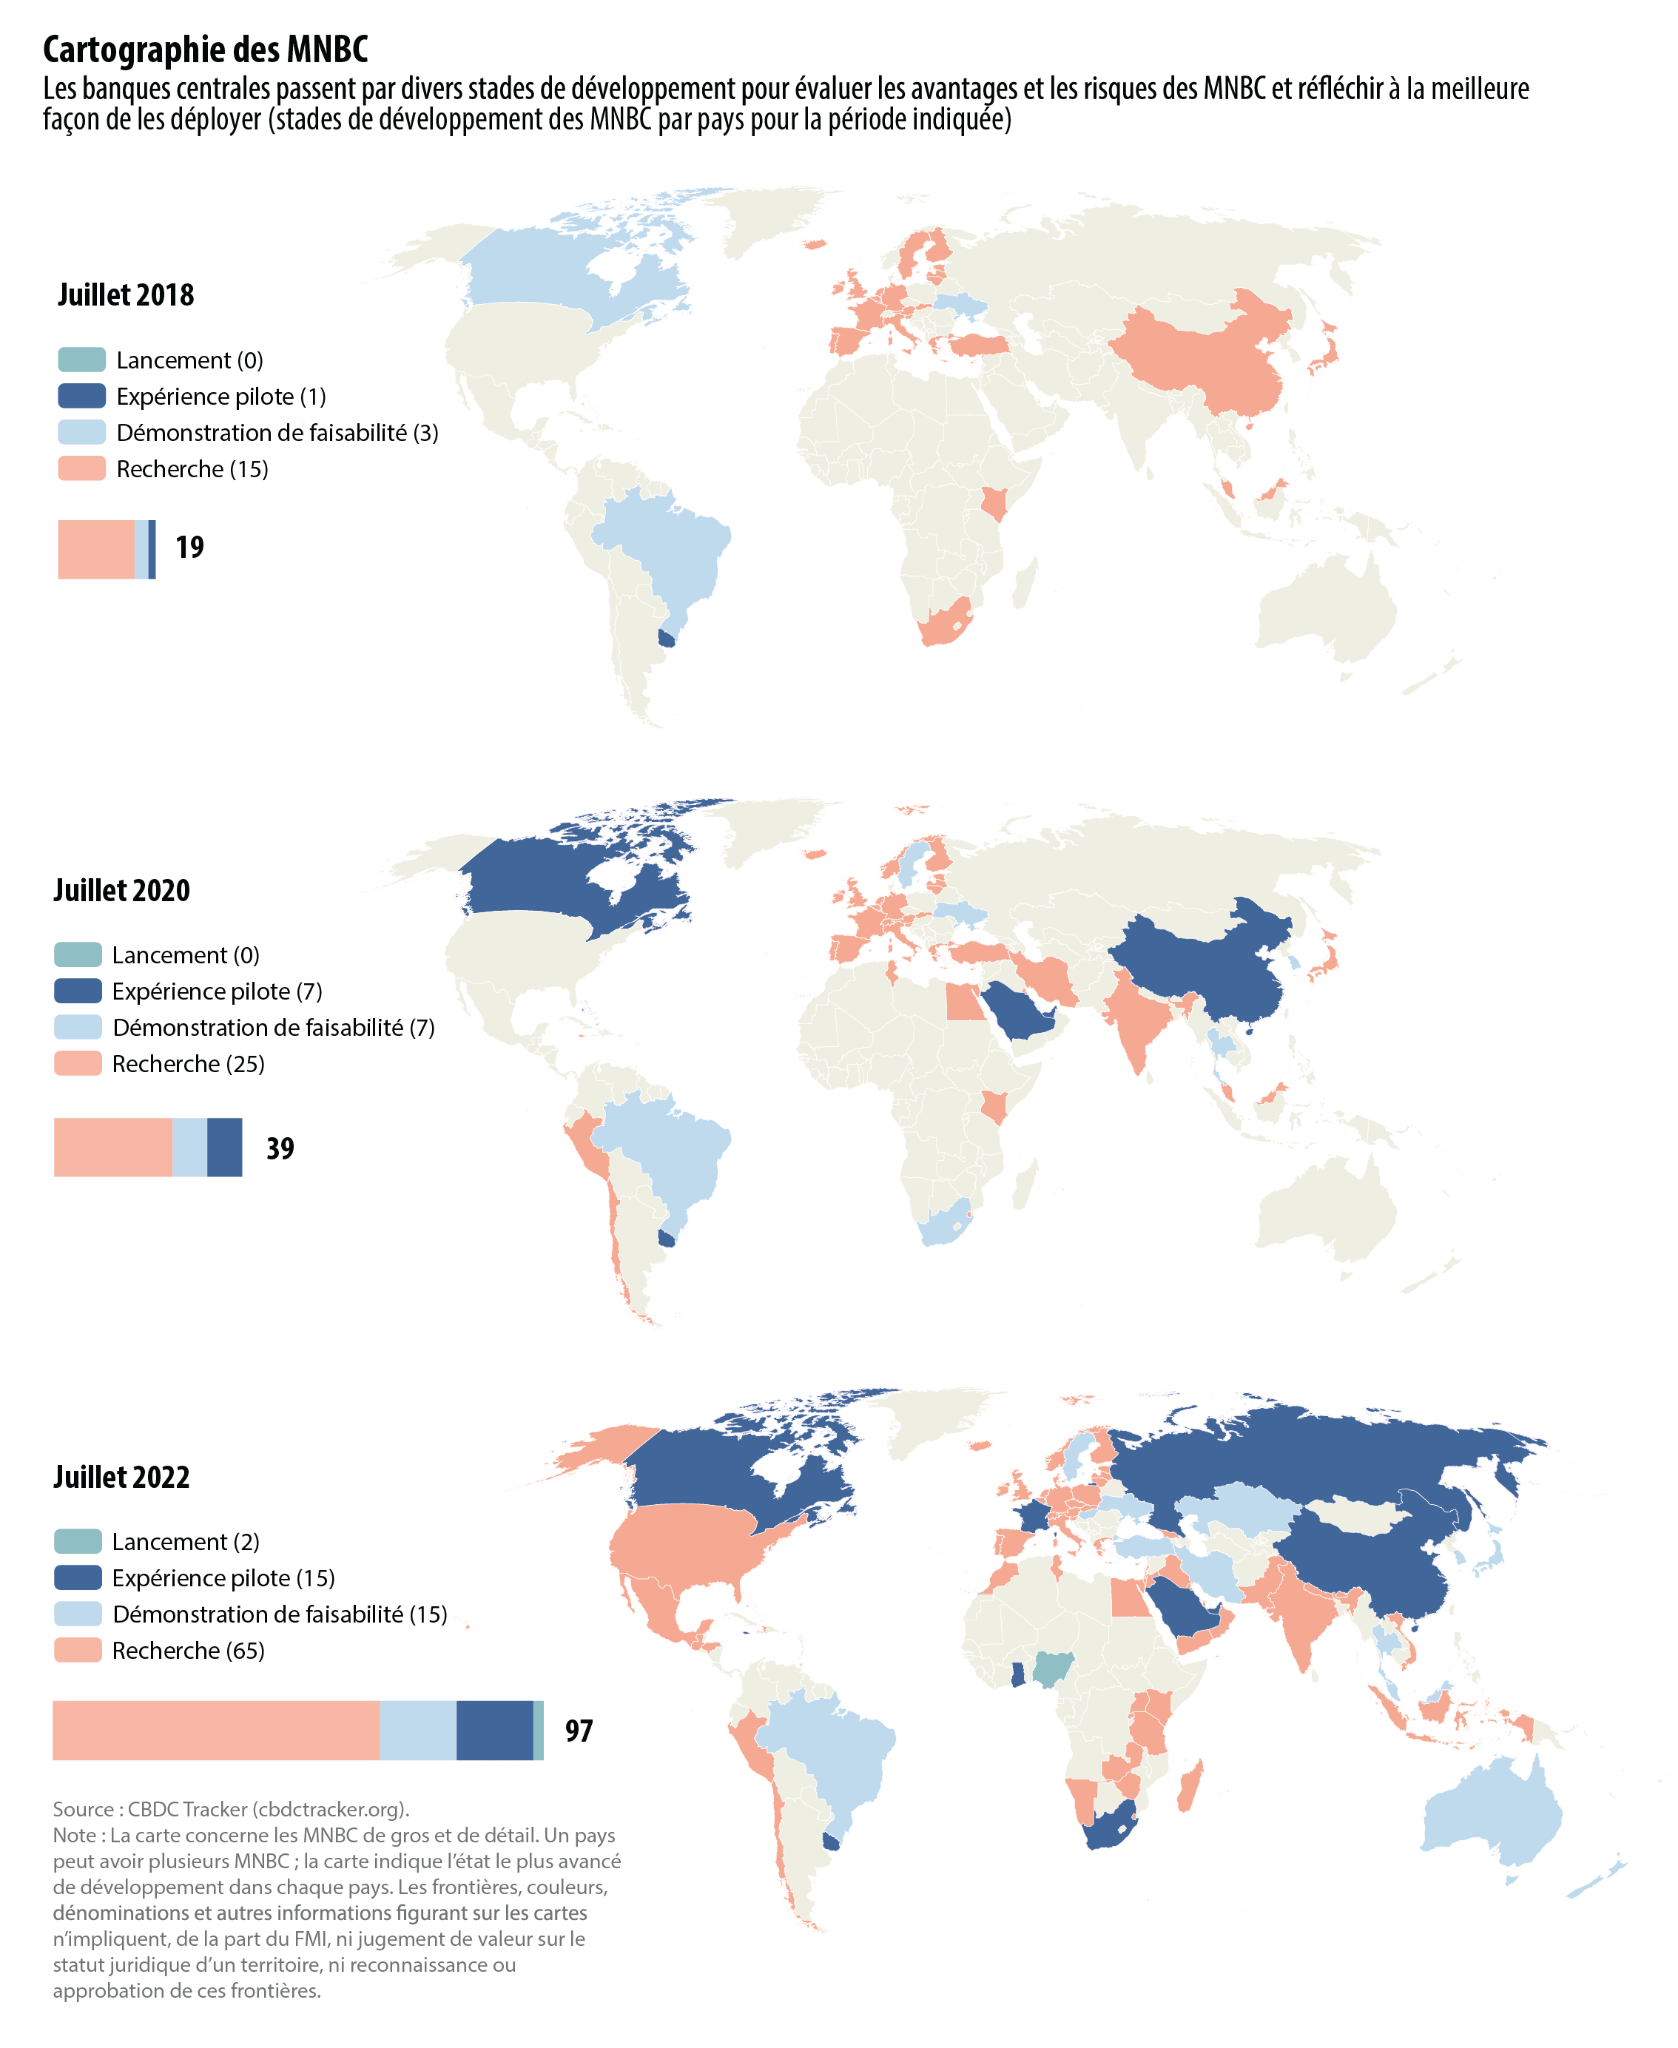 Cartographie des MNBC
Les banques centrales passent par divers stades de développement pour évaluer les avantages et les risques des MNBC et réfléchir à la meilleure
façon de les déployer (stades de développement des MNBC par pays pour la période indiquée)
Juillet 2018
Lancement (0)
Expérience pilote (1)
Démonstration de faisabilité (3)
Recherche (15)
19
Juillet 2020
Lancement (0)
Expérience pilote (7)
Démonstration de faisabilité (7)
Recherche (25)
39
Juillet 2022
Lancement (2)
Expérience pilote (15)
Démonstration de faisabilité (15)
Recherche (65)
97
Source : CBDC Tracker (cbdctracker.org).
Note : La carte concerne les MNBC de gros et de détail. Un pays
peut avoir plusieurs MNBC ; la carte indique l’état le plus avancé
de développement dans chaque pays. Les frontières, couleurs,
dénominations et autres informations figurant sur les cartes
n’impliquent, de la part du FMI, ni jugement de valeur sur le
statut juridique d’un territoire, ni reconnaissance ou
approbation de ces frontières.